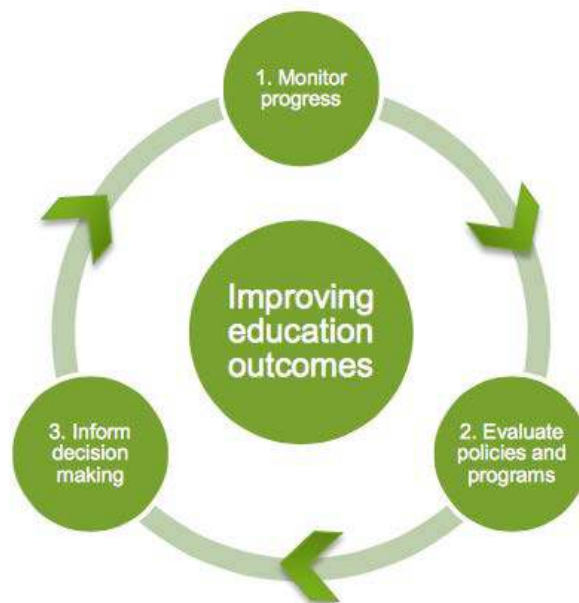 1. Monitor
progress
Improving
education
outcomes
3. Inform
decision
making
2. Evaluate
policies and
programs